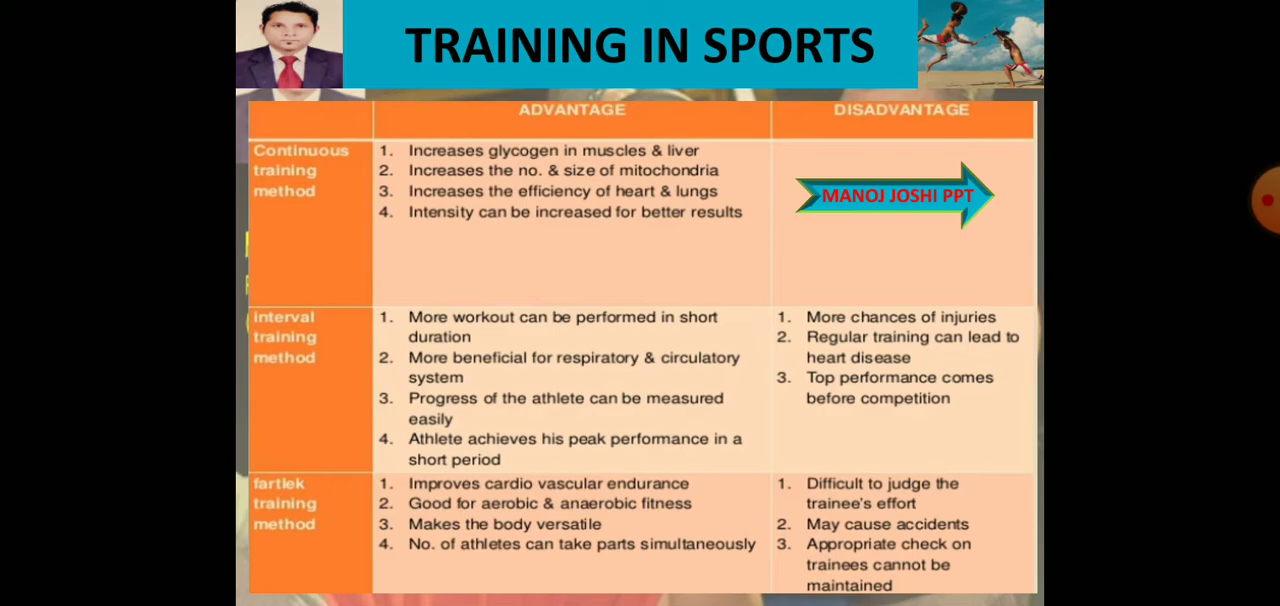 TRAINING IN SPORTS
ADVANTAGE
DISADVANTAGE
Continuous
training
method
1. Increases glycogen in muscles & liver
2. Increases the no. & size of mitochondria
3. Increases the efficiency of heart & lungs
4. Intensity can be increased for better results
MANOJ JOSHI PPT
interval
training
method
1. More workout can be performed in short
duration
2. More beneficial for respiratory & circulatory
system
3. Progress of the athlete can be measured
easily
4. Athlete achieves his peak performance in a
short period
1. More chances of injuries
2. Regular training can lead to
heart disease
3. Top performance comes
before competition
fartlek
training
method
1. Improves cardio vascular endurance
2. Good for aerobic & anaerobic fitness
3. Makes the body versatile
4. No. of athletes can take parts simultaneously
1. Difficult to judge the
trainee's effort
2. May cause accidents
3. Appropriate check on
trainees cannot be
maintained